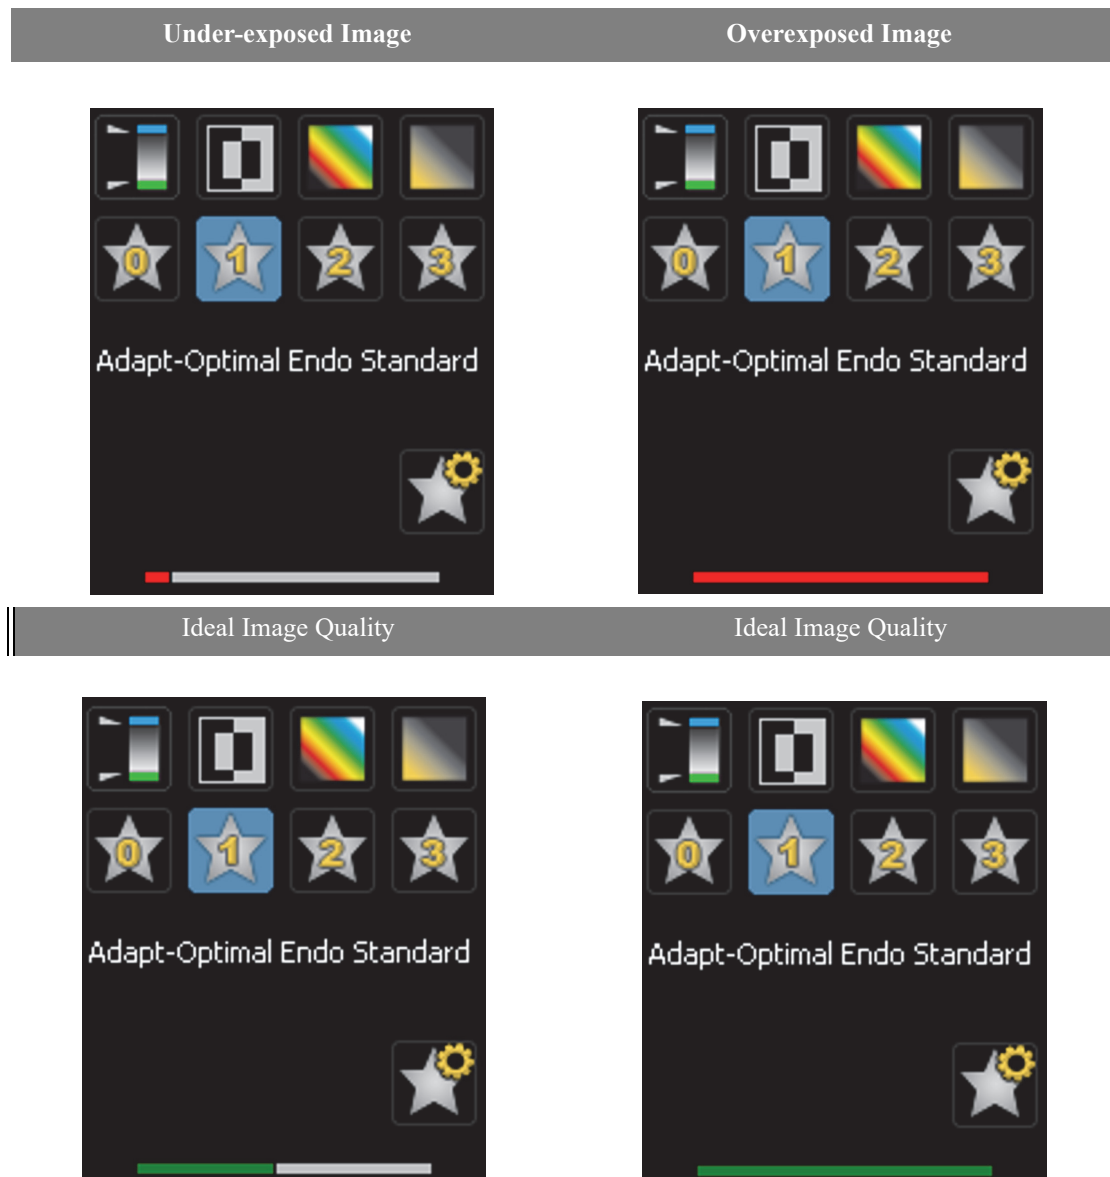 Under-exposed Image
Overexposed Image
0 1 2 3
0 1 2 3
Adapt-Optimal Endo Standard
Adapt-Optimal Endo Standard
Ideal Image Quality
Ideal Image Quality
0 1 2 3
0 1 2 3
Adapt-Optimal Endo Standard
Adapt-Optimal Endo Standard